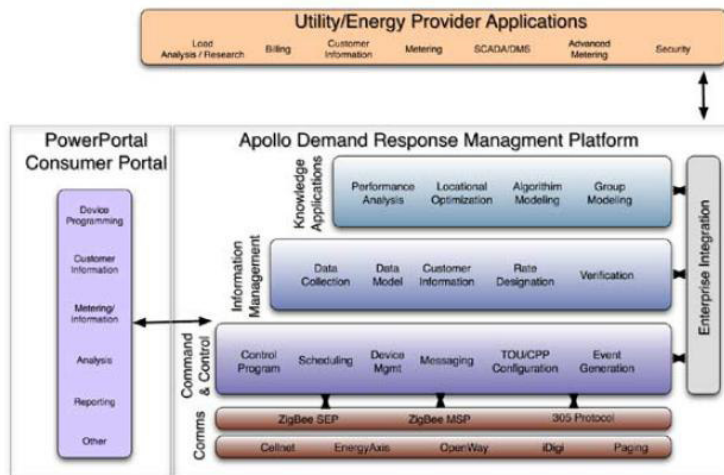 Utility/Energy Provider Applications
Load Analysis / Research
Billing
Customer Information
Metering
SCADA/DMS
Advanced Metering
Security
PowerPortal
Consumer Portal
Device Programming
Customer Information
Metering/ Information
Analysis
Reporting
Other
Apollo Demand Response Managment Platform
Knowledge Applications
Performance Analysis
Locational Optimization
Algorithim Modeling
Group Modeling
Information Management
Data Collection
Data Model
Customer Information
Rate Designation
Verification
Command & Control
Control Program
Scheduling
Device Mgmt
Messaging
TOU/CPP Configuration
Event Generation
Comms
ZigBee SEP
ZigBee MSP
305 Protocol
Cellnet
EnergyAxis
OpenWay
iDigi
Paging
Enterprise Integration